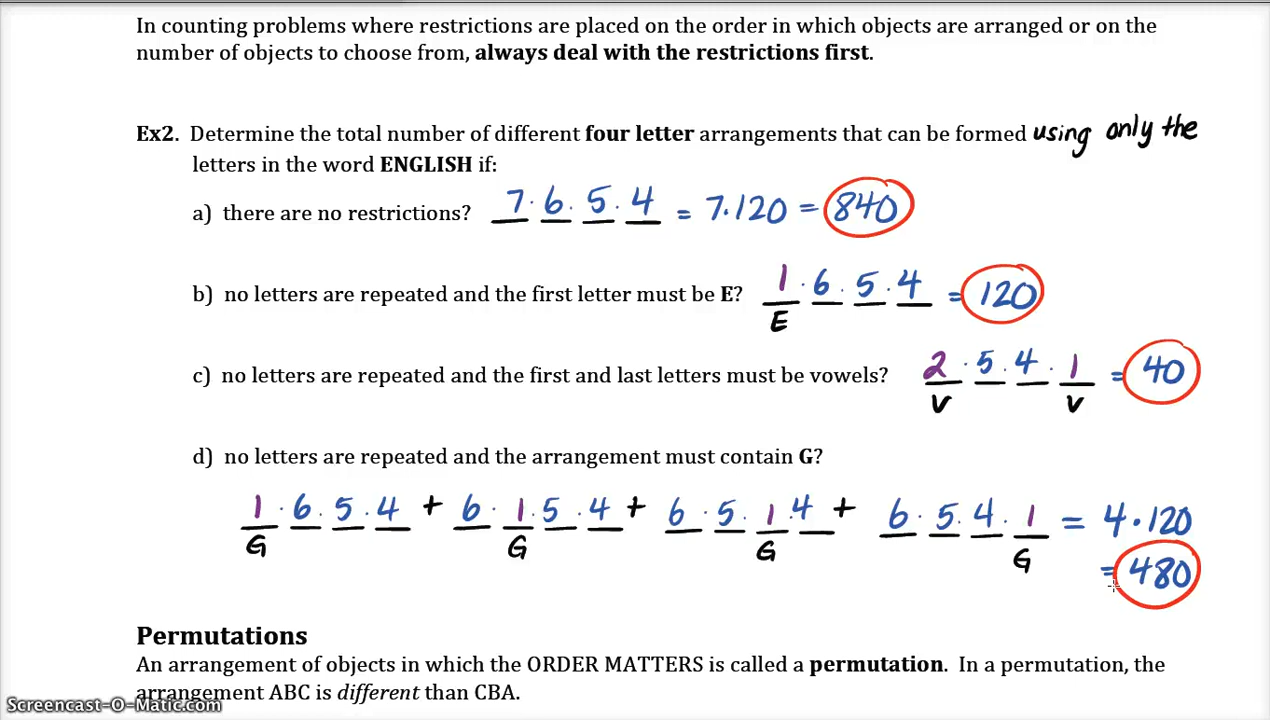 In counting problems where restrictions are placed on the order in which objects are arranged or on the
number of objects to choose from, always deal with the restrictions first.
Ex2. Determine the total number of different four letter arrangements that can be formed using only the
letters in the word ENGLISH if:
a) there are no restrictions? 7 · 6 · 5 · 4 = 7·120 = 840
b) no letters are repeated and the first letter must be E? 1 · 6 · 5 · 4 = 120
E
c) no letters are repeated and the first and last letters must be vowels? 2 · 5 · 4 · 1 = 40
V V
d) no letters are repeated and the arrangement must contain G?
1 · 6 · 5 · 4 + 6 · 1 · 5 · 4 + 6 · 5 · 1 · 4 + 6 · 5 · 4 · 1 = 4·120
G G G G
= 480
Permutations
An arrangement of objects in which the ORDER MATTERS is called a permutation. In a permutation, the
arrangement ABC is different than CBA.
Screencast-O-Matic.com